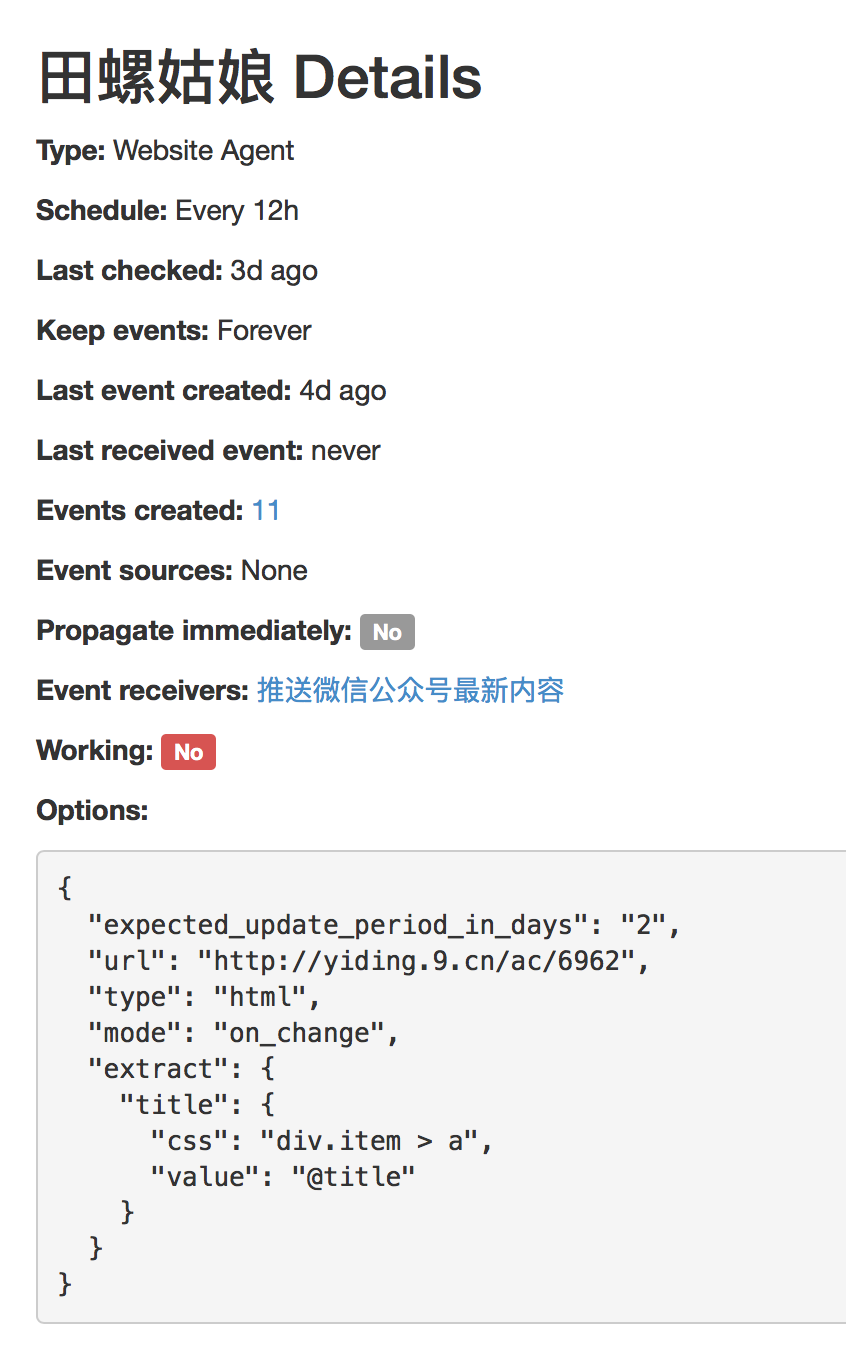 田螺姑娘 Details
Type: Website Agent
Schedule: Every 12h
Last checked: 3d ago
Keep events: Forever
Last event created: 4d ago
Last received event: never
Events created: 11
Event sources: None
Propagate immediately: No
Event receivers: 推送微信公众号最新内容
Working: No
Options:
{
  "expected_update_period_in_days": "2",
  "url": "http://yiding.9.cn/ac/6962",
  "type": "html",
  "mode": "on_change",
  "extract": {
    "title": {
      "css": "div.item > a",
      "value": "@title"
    }
  }
}